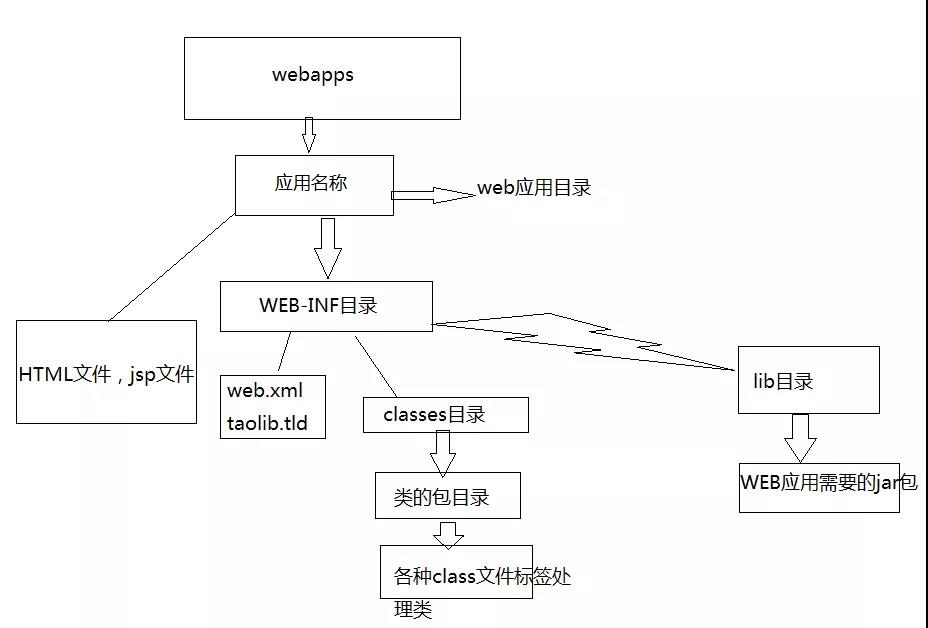 webapps
应用名称
web应用目录
WEB-INF目录
HTML文件，jsp文件
web.xml
taolib.tld
classes目录
lib目录
类的包目录
WEB应用需要的jar包
各种class文件标签处
理类